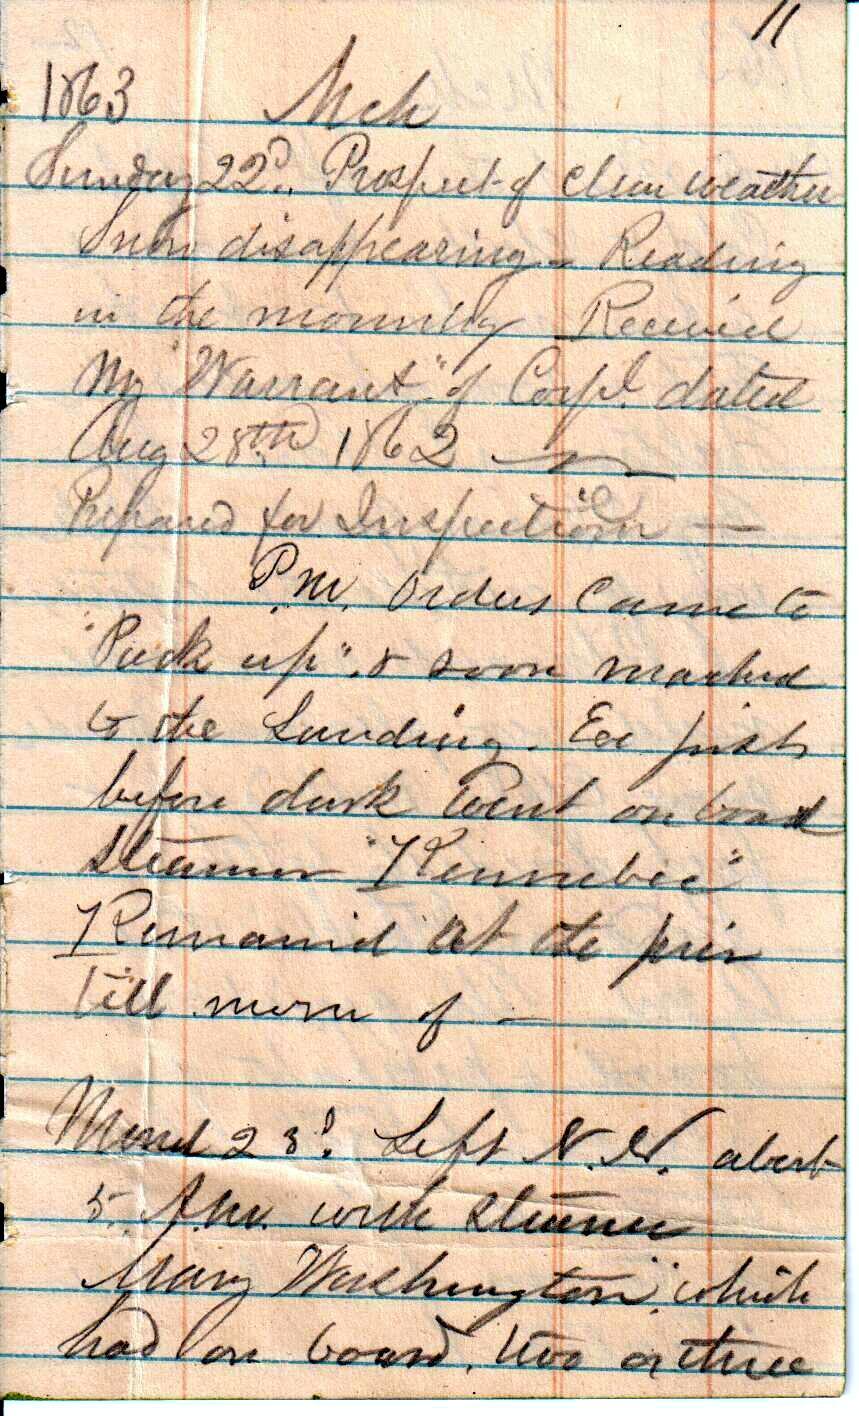 11
1863 Mch
Sunday 22d. Prospect of clear weather
Snow disappearing - Reading
in the morning Received
my "Warrant" of Corpl. dated
Aug 28th 1862
Prepared for Inspection —
P.M. Orders came to
"Pack up" & soon marched
to the Landing. Eve just
before dark went on board
steamer "Kennebec"
Remained at the pier
till morn of -
Mond 23d. Left N.N. about
5. A.M. with steamer
Mary Washington" which
had on board, two or three